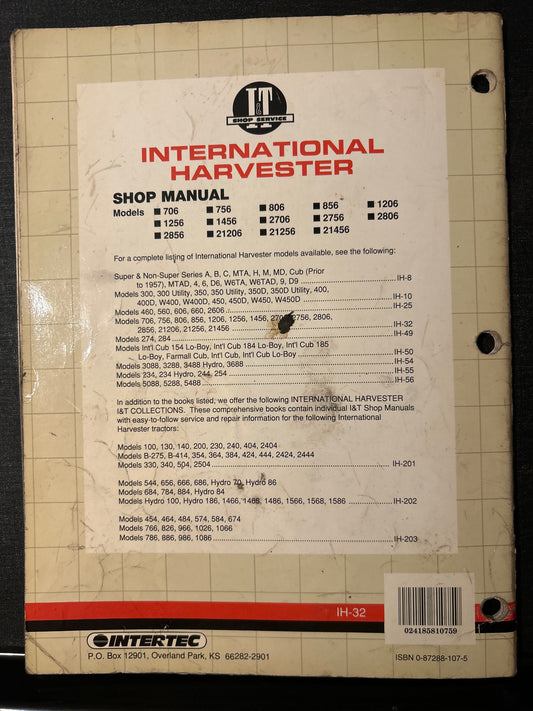 I&T
SHOP SERVICE
INTERNATIONAL
HARVESTER
SHOP MANUAL
Models ■ 706 ■ 756 ■ 806 ■ 856 ■ 1206
■ 1256 ■ 1456 ■ 2706 ■ 2756 ■ 2806
■ 2856 ■ 21206 ■ 21256 ■ 21456
For a complete listing of International Harvester models available, see the following:
Super & Non-Super Series A, B, C, MTA, H, M, MD, Cub (Prior
to 1957), MTAD, 4, 6, D6, W6TA, W6TAD, 9, D9 ........ IH-8
Models 300, 300 Utility, 350, 350 Utility, 350D, 350D Utility, 400,
400D, W400, W400D, 450, 450D, W450, W450D ........ IH-10
Models 460, 560, 606, 660, 2606 ........ IH-25
Models 706, 756, 806, 856, 1206, 1256, 1456, 2706, 2756, 2806,
2856, 21206, 21256, 21456 ........ IH-32
Models 274, 284 ........ IH-49
Models Int'l Cub 154 Lo-Boy, Int'l Cub 184 Lo-Boy, Int'l Cub 185
Lo-Boy, Farmall Cub, Int'l Cub, Int'l Cub Lo-Boy ........ IH-50
Models 3088, 3288, 3488 Hydro, 3688 ........ IH-54
Models 234, 234 Hydro, 244, 254 ........ IH-55
Models 5088, 5288, 5488 ........ IH-56
In addition to the books listed, we offer the following INTERNATIONAL HARVESTER
I&T COLLECTIONS. These comprehensive books contain individual I&T Shop Manuals
with easy-to-follow service and repair information for the following International
Harvester tractors:
Models 100, 130, 140, 200, 230, 240, 404, 2404
Models B-275, B-414, 354, 364, 384, 424, 444, 2424, 2444
Models 330, 340, 504, 2504 ........ IH-201
Models 544, 656, 666, 686, Hydro 70, Hydro 86
Models 684, 784, 884, Hydro 84
Models Hydro 100, Hydro 186, 1466, 1468, 1486, 1566, 1568, 1586 ........ IH-202
Models 454, 464, 484, 574, 584, 674
Models 766, 826, 966, 1026, 1066
Models 786, 886, 986, 1086 ........ IH-203
IH-32
024185810759
INTERTEC
P.O. Box 12901, Overland Park, KS 66282-2901
ISBN 0-87288-107-5